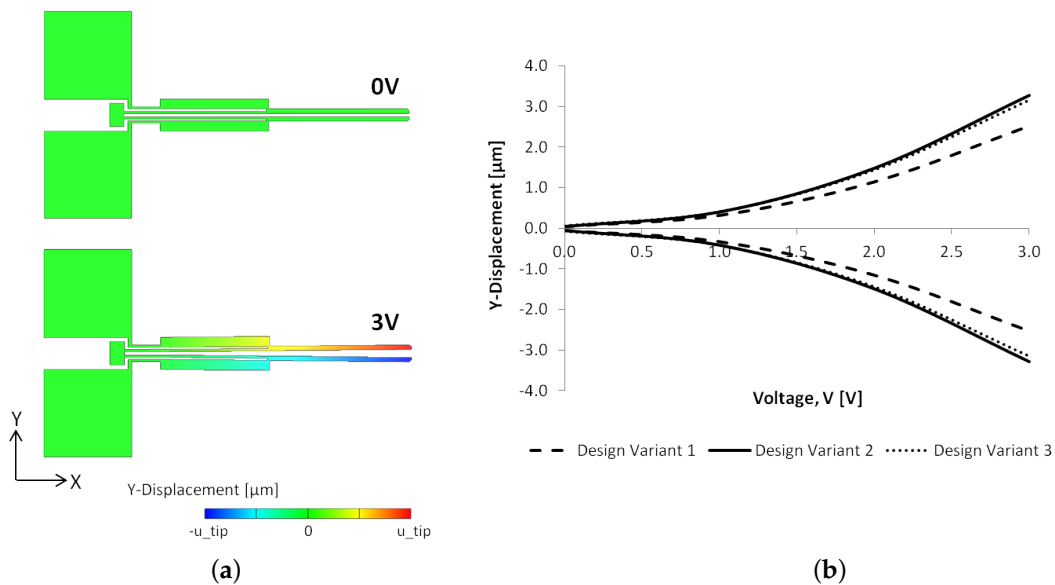 0V
3V
Y
X
Y-Displacement [µm]
-u_tip 0 u_tip
(a)
4.0
3.0
2.0
1.0
0.0
-1.0
-2.0
-3.0
-4.0
0.0 0.5 1.0 1.5 2.0 2.5 3.0
Y-Displacement [µm]
Voltage, V [V]
Design Variant 1 Design Variant 2 Design Variant 3
(b)